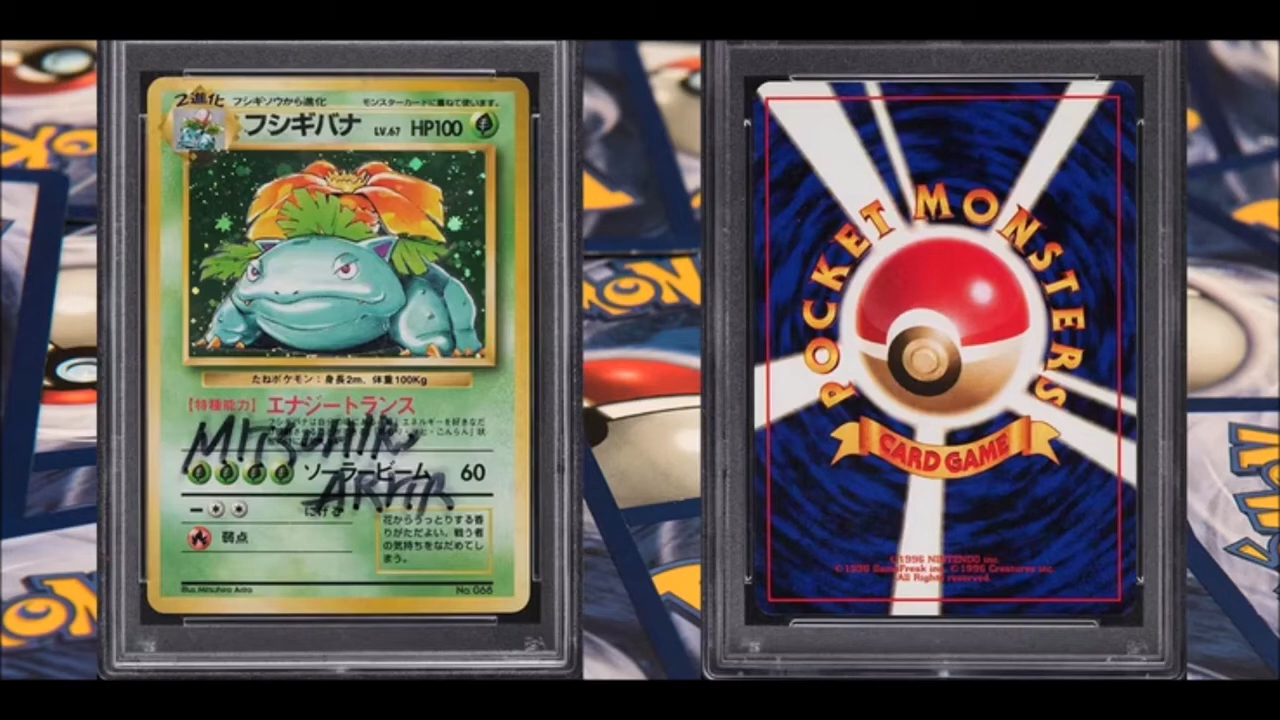 2進化 フシギソウから進化 モンスターカードに重ねて使います。
フシギバナ LV.67 HP100
たねポケモン:身長2m、体重100Kg
【特殊能力】 エナジートランス
MITSUHIRO
ソーラービーム 60
ARITA
にげる
弱点
花からうっとりする香
りがただよい、戦う者
の気持ちをなだめてし
まう。
Illus. Mitsuhiro Arita
POCKET MONSTERS
CARD GAME
©1996 NINTENDO inc.
©1996 GameFreak inc. ©1996 Creatures inc.
All Rights reserved.